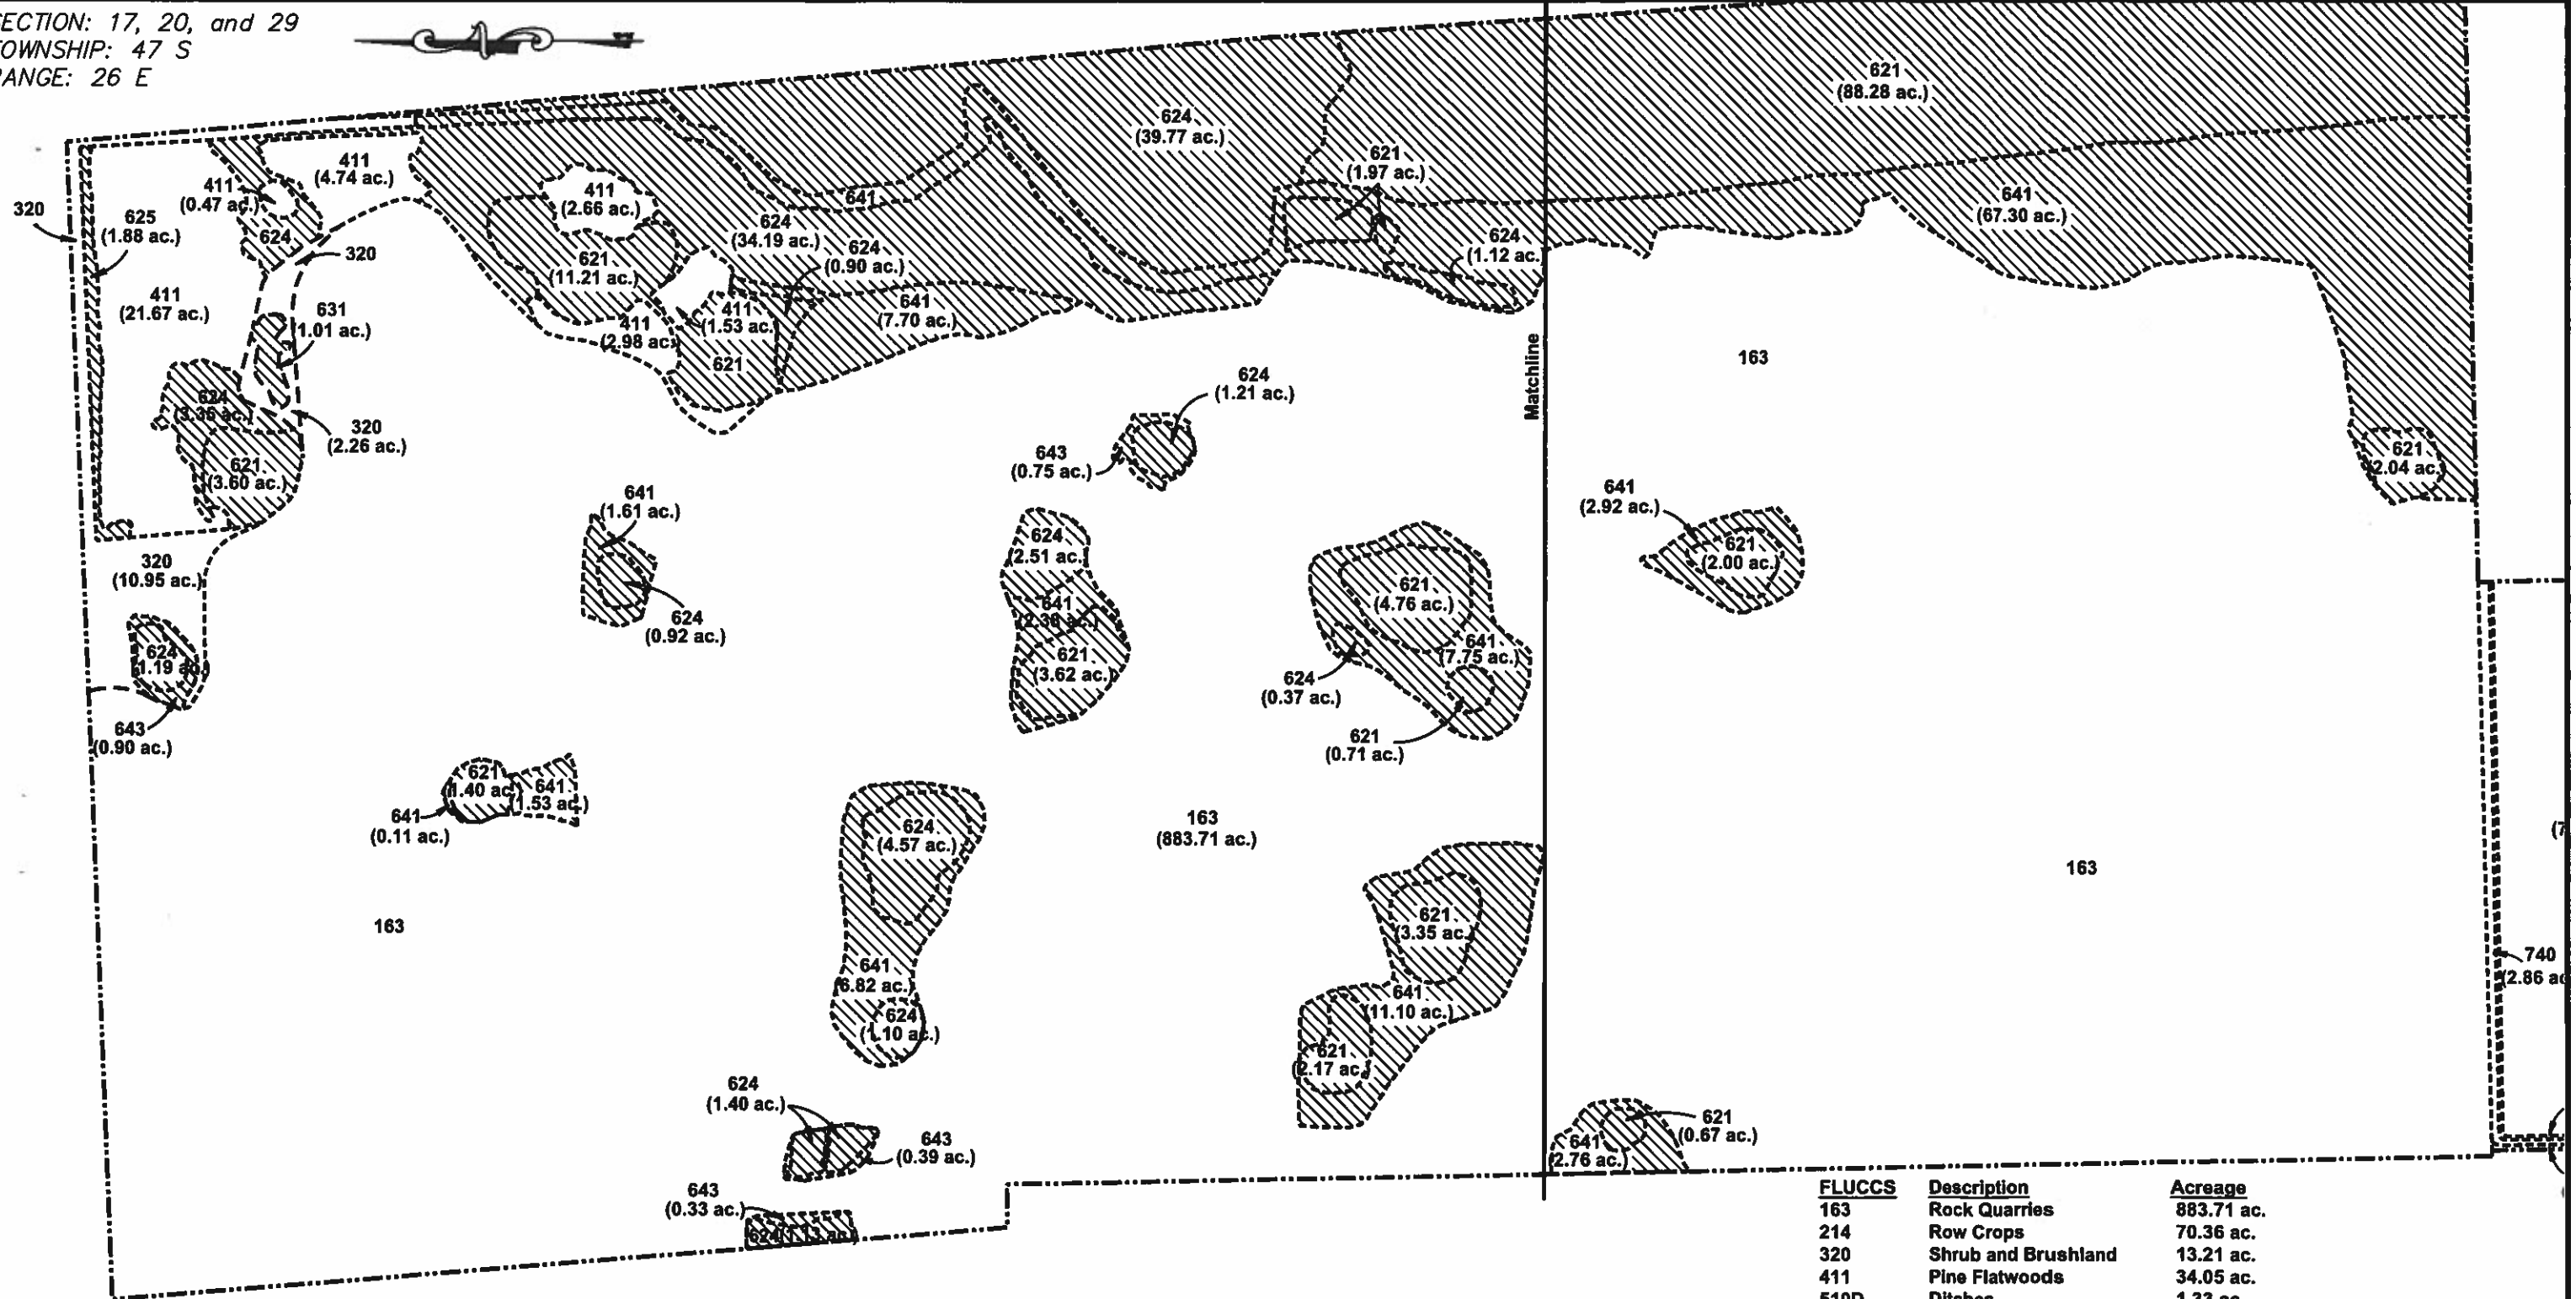 SECTION: 17, 20, and 29
TOWNSHIP: 47 S
RANGE: 26 E
621
(88.28 ac.)
624
(39.77 ac.)
621
(1.97 ac.)
411
(4.74 ac.)
411
(0.47 ac.)
411
(2.66 ac.)
641
641
(67.30 ac.)
320
625
(1.88 ac.)
624
320
624
(34.19 ac.)
624
(0.90 ac.)
624
(1.12 ac.)
621
(11.21 ac.)
411
(21.67 ac.)
631
(1.01 ac.)
411
(2.98 ac.)
411
(1.53 ac.)
641
(7.70 ac.)
621
163
Matchline
(3.35 ac.)
320
(2.26 ac.)
621
(3.60 ac.)
624
(1.21 ac.)
643
(0.75 ac.)
621
(2.04 ac.)
641
(1.61 ac.)
641
(2.92 ac.)
621
(2.00 ac.)
624
(2.51 ac.)
320
(10.95 ac.)
621
(4.76 ac.)
624
(0.92 ac.)
641
621
(3.62 ac.)
641
(7.75 ac.)
624
(0.37 ac.)
621
(0.71 ac.)
624
(1.19 ac.)
643
(0.90 ac.)
621
(1.40 ac.)
641
(1.53 ac.)
641
(0.11 ac.)
624
(4.57 ac.)
163
(883.71 ac.)
163
163
621
(3.35 ac.)
740
(2.86 ac
641
(6.82 ac.)
624
(1.10 ac.)
641
(11.10 ac.)
621
(2.17 ac.)
624
(1.40 ac.)
643
(0.39 ac.)
621
(0.67 ac.)
641
(2.76 ac.)
643
(0.33 ac.)
FLUCCS Description Acreage
163 Rock Quarries 883.71 ac.
214 Row Crops 70.36 ac.
320 Shrub and Brushland 13.21 ac.
411 Pine Flatwoods 34.05 ac.